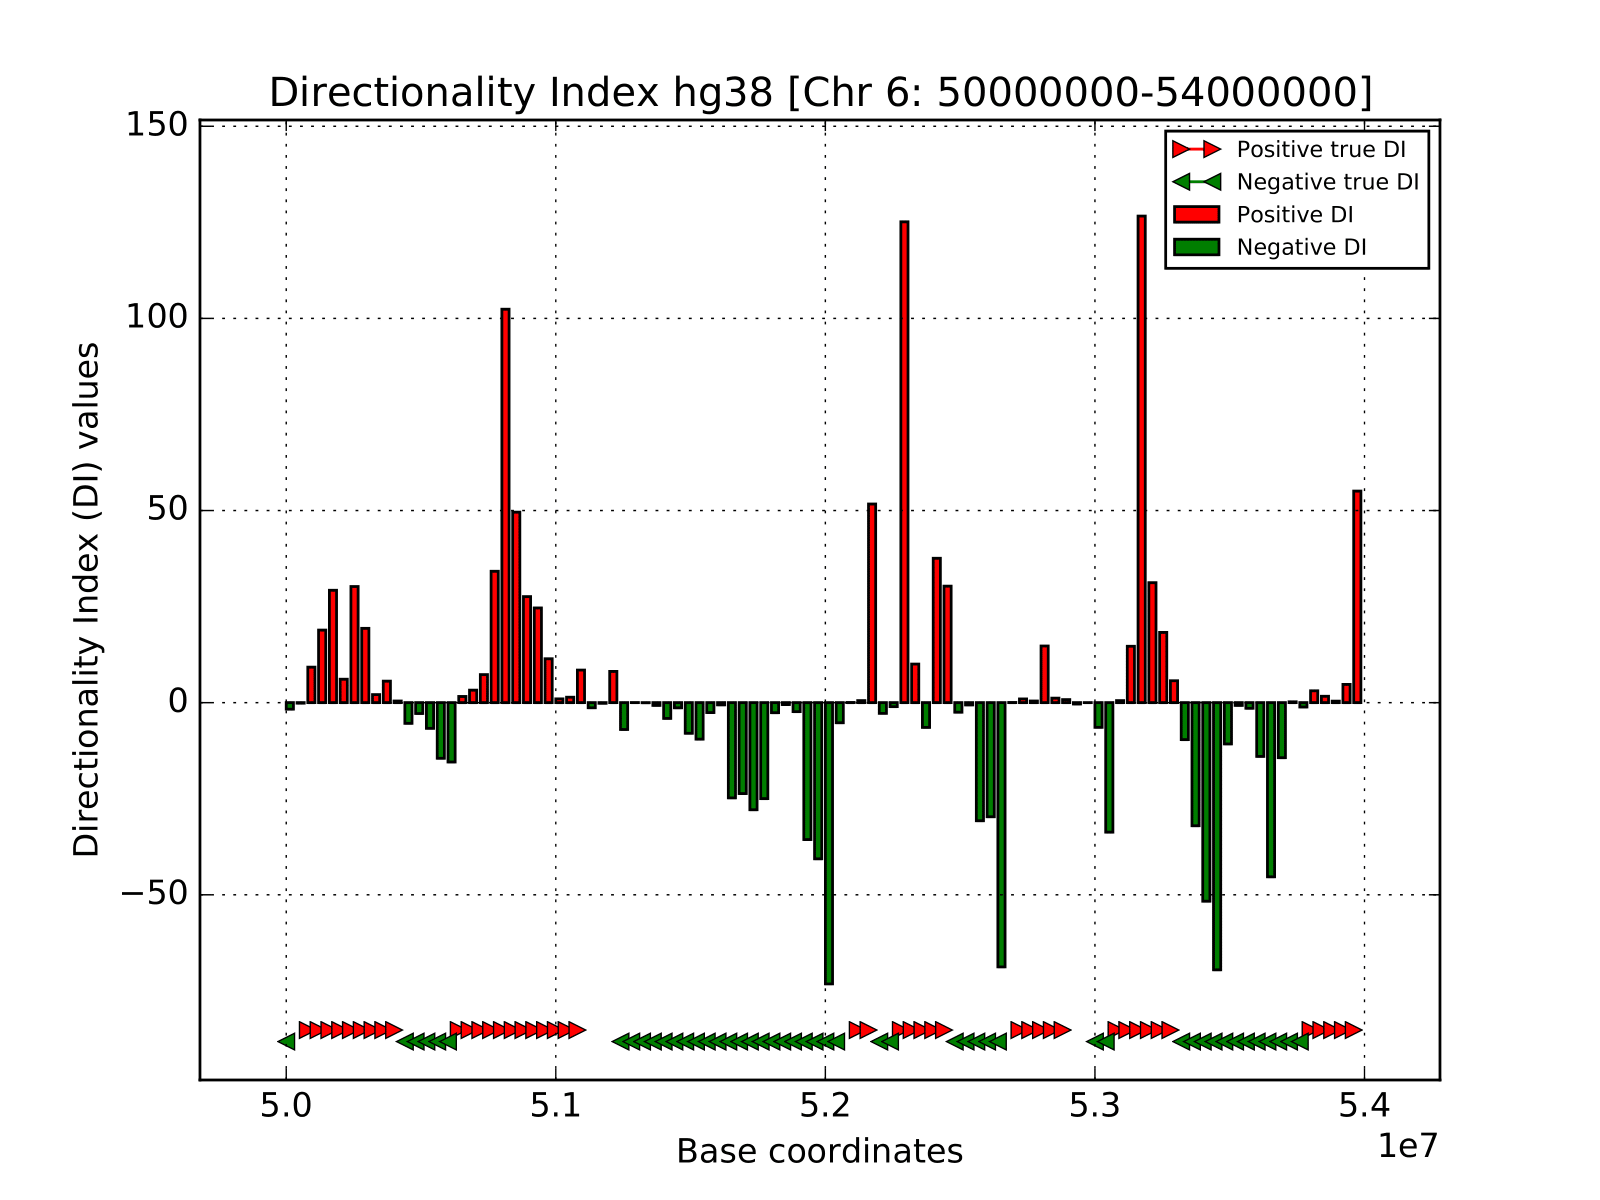 Directionality Index hg38 [Chr 6: 50000000-54000000]
150
100
50
0
−50
Directionality Index (DI) values
Positive true DI
Negative true DI
Positive DI
Negative DI
5.0 5.1 5.2 5.3 5.4
1e7
Base coordinates